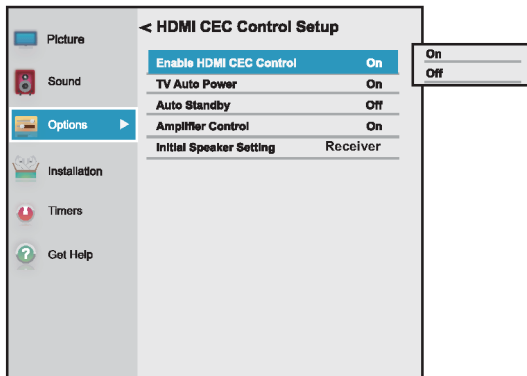 Picture
Sound
Options
Installation
Timers
Get Help
< HDMI CEC Control Setup
Enable HDMI CEC Control On
TV Auto Power On
Auto Standby Off
Amplifier Control On
Initial Speaker Setting Receiver
On
Off